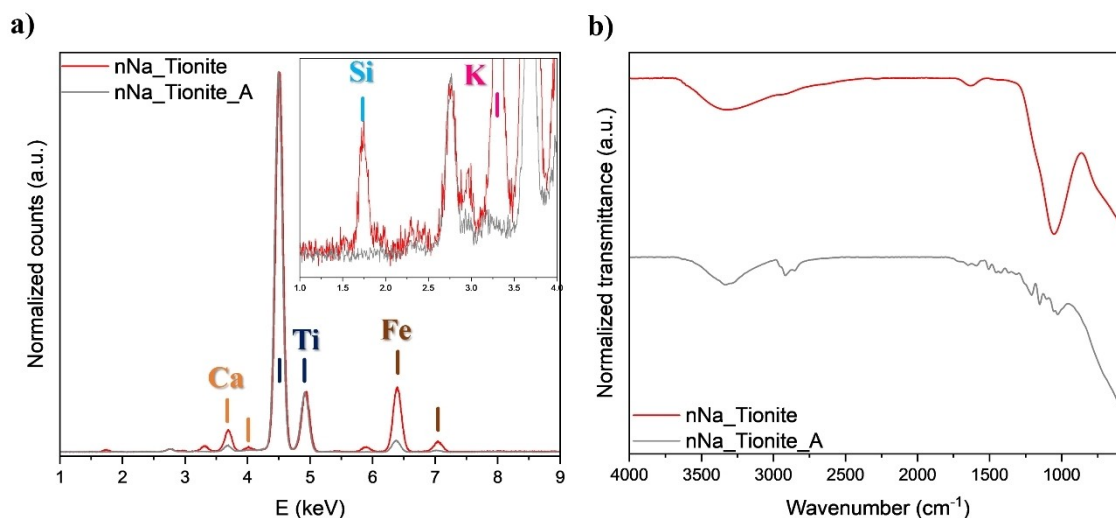 a)
nNa_Tionite
nNa_Tionite_A
Si
K
1.0 1.5 2.0 2.5 3.0 3.5 4.0
Ca
Ti
Fe
Normalized counts (a.u.)
1 2 3 4 5 6 7 8 9
E (keV)
b)
Normalized transmittance (a.u.)
nNa_Tionite
nNa_Tionite_A
4000 3500 3000 2500 2000 1500 1000
Wavenumber (cm⁻¹)